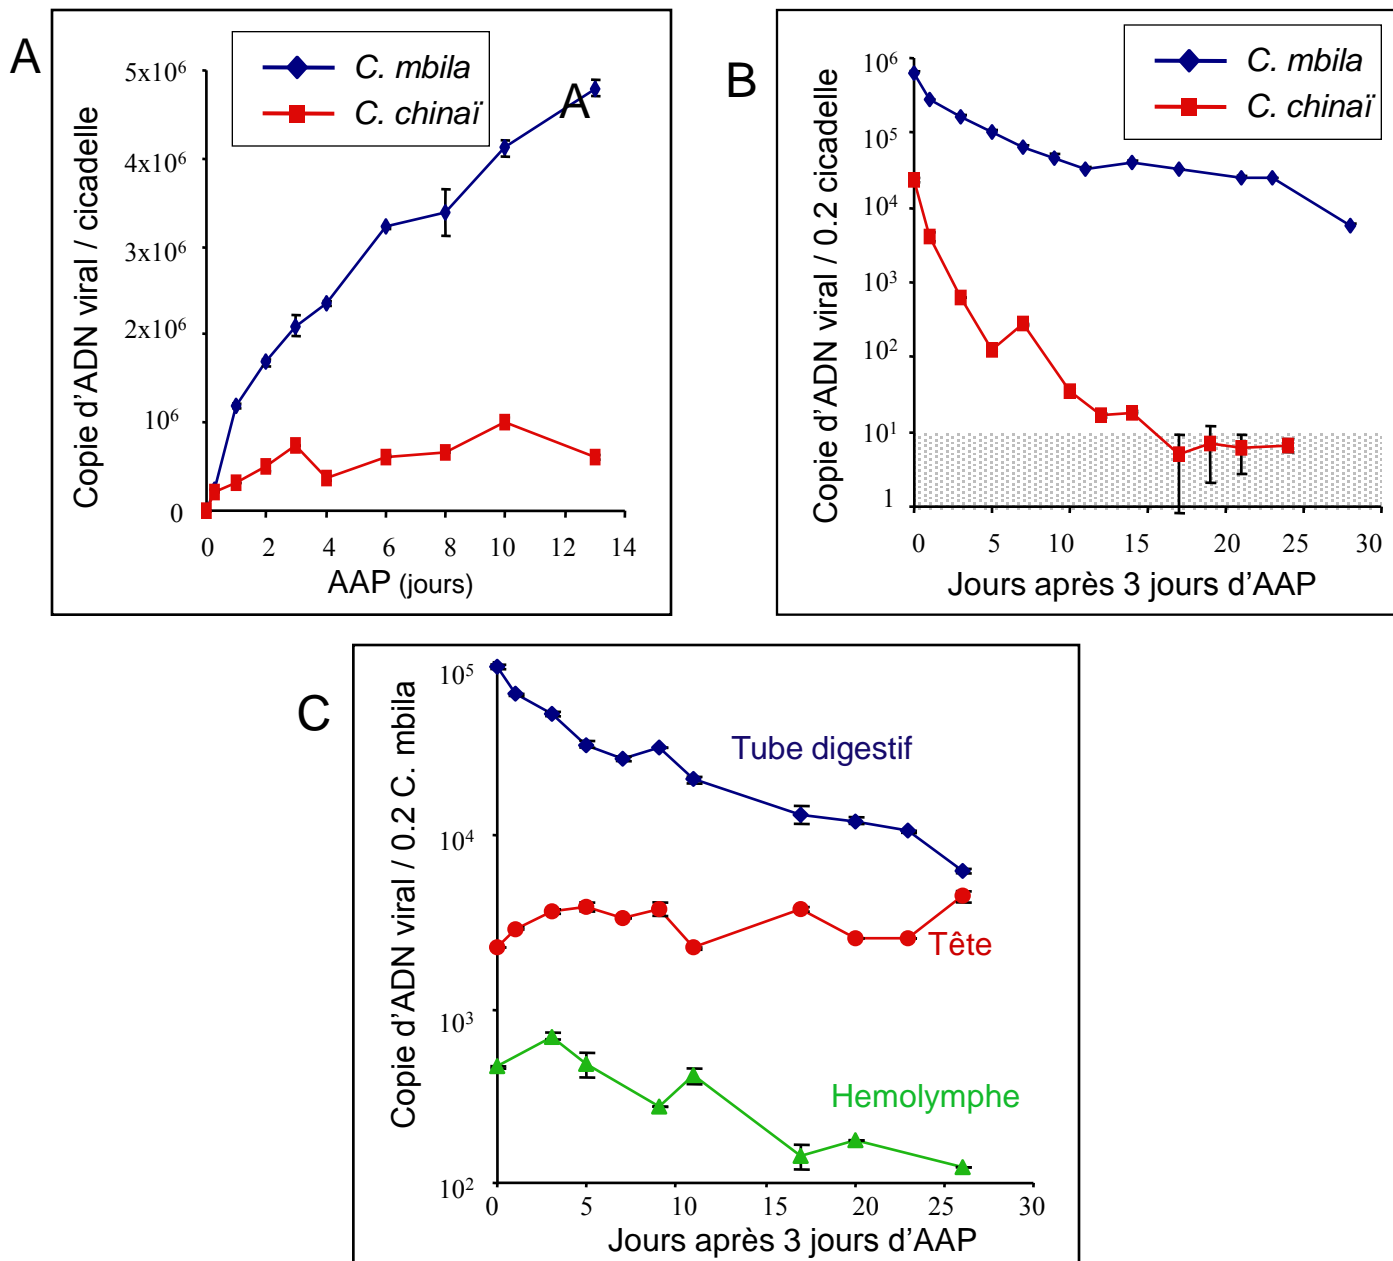 A
C. mbila
C. chinaï
A
Copie d'ADN viral / cicadelle
5x10⁶
4x10⁶
3x10⁶
2x10⁶
10⁶
0
0 2 4 6 8 10 12 14
AAP (jours)
B
C. mbila
C. chinaï
Copie d'ADN viral / 0.2 cicadelle
10⁶
10⁵
10⁴
10³
10²
10¹
1
0 5 10 15 20 25 30
Jours après 3 jours d'AAP
C
Copie d'ADN viral / 0.2 C. mbila
10⁵
10⁴
10³
10²
Tube digestif
Tête
Hemolymphe
0 5 10 15 20 25 30
Jours après 3 jours d'AAP